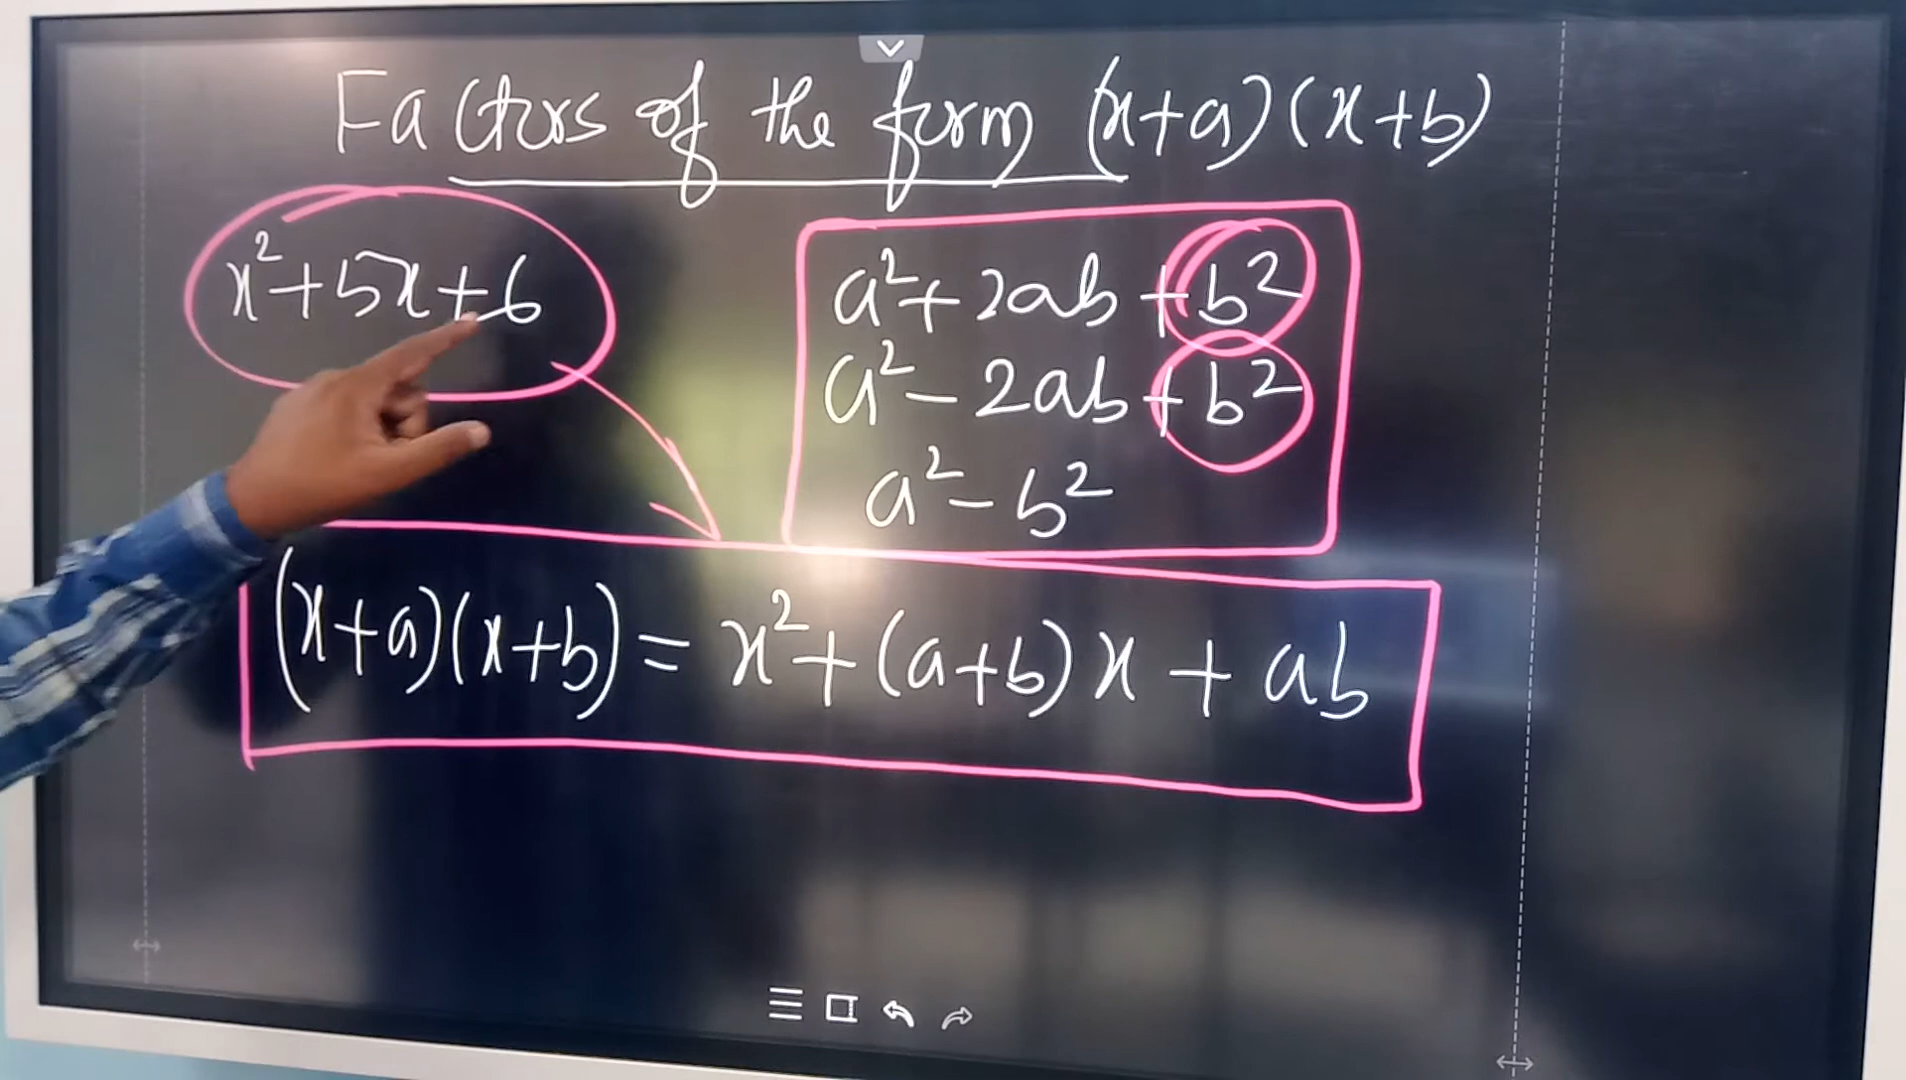 Factors of the form (x+a)(x+b)
x²+5x+6
a²+2ab+b²
a²-2ab+b²
a²-b²
(x+a)(x+b) = x²+(a+b)x+ab